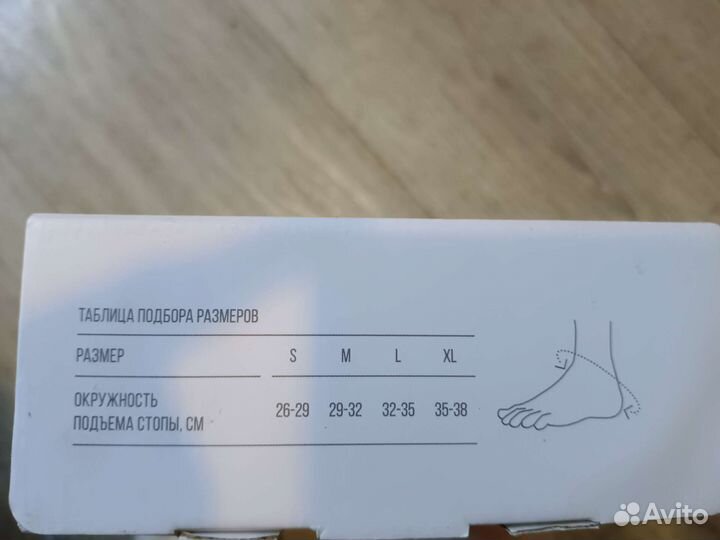 ТАБЛИЦА ПОДБОРА РАЗМЕРОВ
РАЗМЕР S M L XL
ОКРУЖНОСТЬ
ПОДЪЕМА СТОПЫ, СМ 26-29 29-32 32-35 35-38
Avito